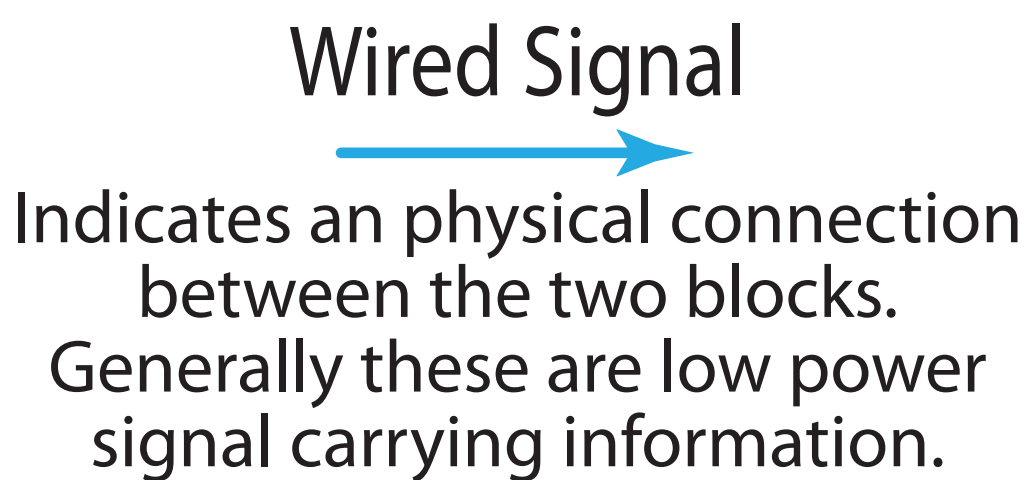 Wired Signal
Indicates an physical connection
between the two blocks.
Generally these are low power
signal carrying information.